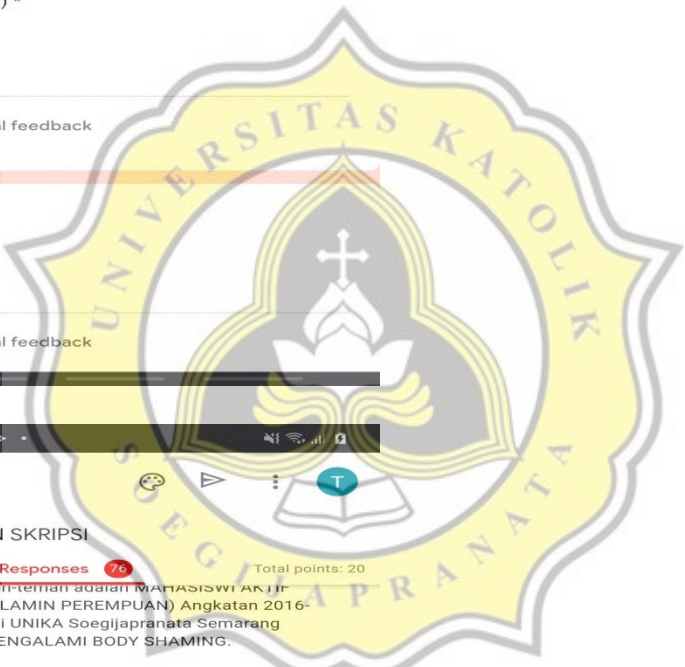 ) *
l feedback
l feedback
T
SKRIPSI
Responses 76 Total points: 20
n-teman adalah MAHASISWI AKTIF
LAMIN PEREMPUAN) Angkatan 2016-
i UNIKA Soegijapranata Semarang
ENGALAMI BODY SHAMING.
UNIVERSITAS KATOLIK
SOEGIJAPRANATA